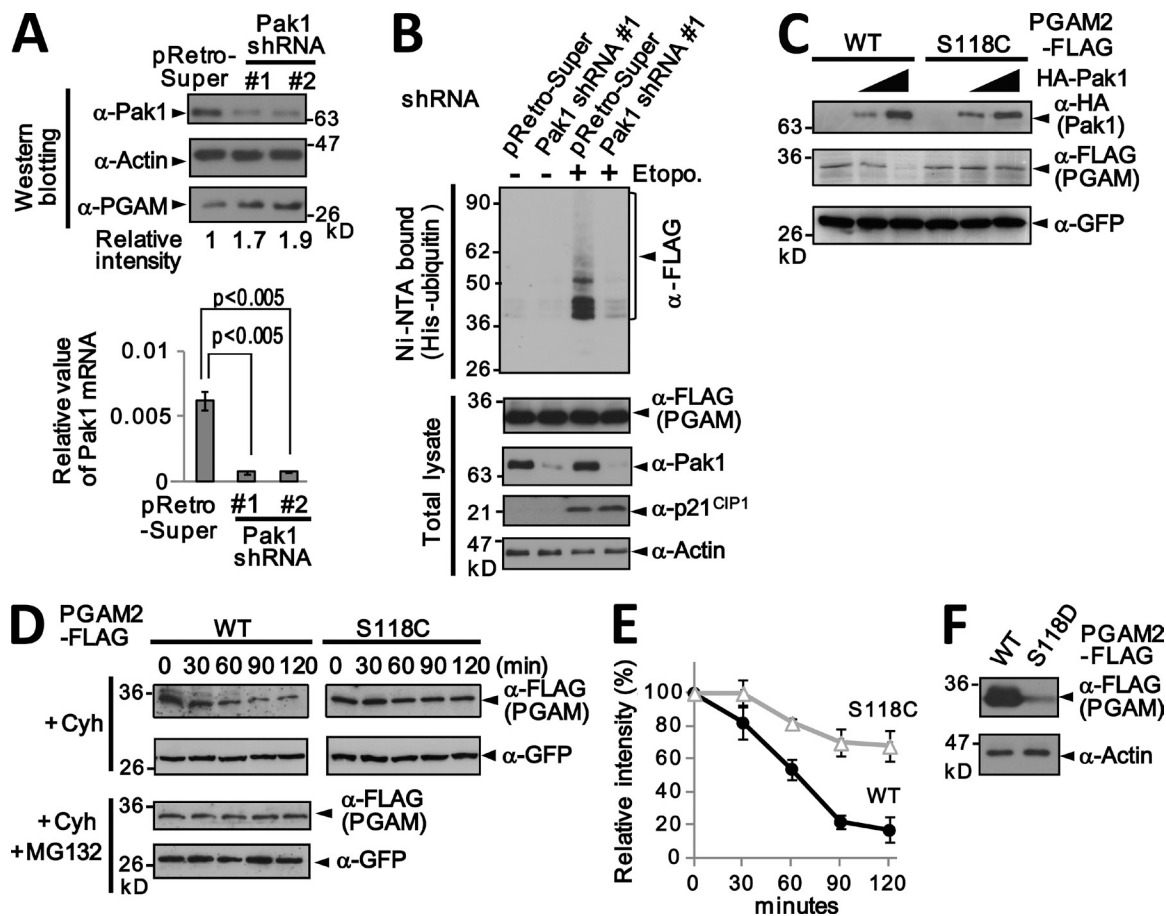 A
Pak1
shRNA
pRetro-
Super #1 #2
Western
blotting
α-Pak1
63
α-Actin
47
α-PGAM
26
kD
Relative
intensity
1 1.7 1.9
p<0.005
p<0.005
Relative value
of Pak1 mRNA
0.01
0.005
0
pRetro
-Super
#1 #2
Pak1
shRNA
B
shRNA
pRetro-Super
Pak1 shRNA #1
pRetro-Super
Pak1 shRNA #1
- - + + Etopo.
Ni-NTA bound
(His-ubiquitin)
90
62
50
36
26
α-FLAG
Total lysate
36
α-FLAG
(PGAM)
63
α-Pak1
21
α-p21CIP1
47
kD
α-Actin
C
WT S118C
PGAM2
-FLAG
HA-Pak1
63
α-HA
(Pak1)
36
α-FLAG
(PGAM)
26
kD
α-GFP
D
PGAM2
-FLAG
WT S118C
0 30 60 90 120 0 30 60 90 120 (min)
+Cyh
36
α-FLAG
(PGAM)
26
α-GFP
+Cyh
+MG132
36
α-FLAG
(PGAM)
26
kD
α-GFP
E
Relative intensity (%)
100
80
60
40
20
0
S118C
WT
0 30 60 90 120
minutes
F
WT
S118D
PGAM2
-FLAG
36
α-FLAG
(PGAM)
47
kD
α-Actin